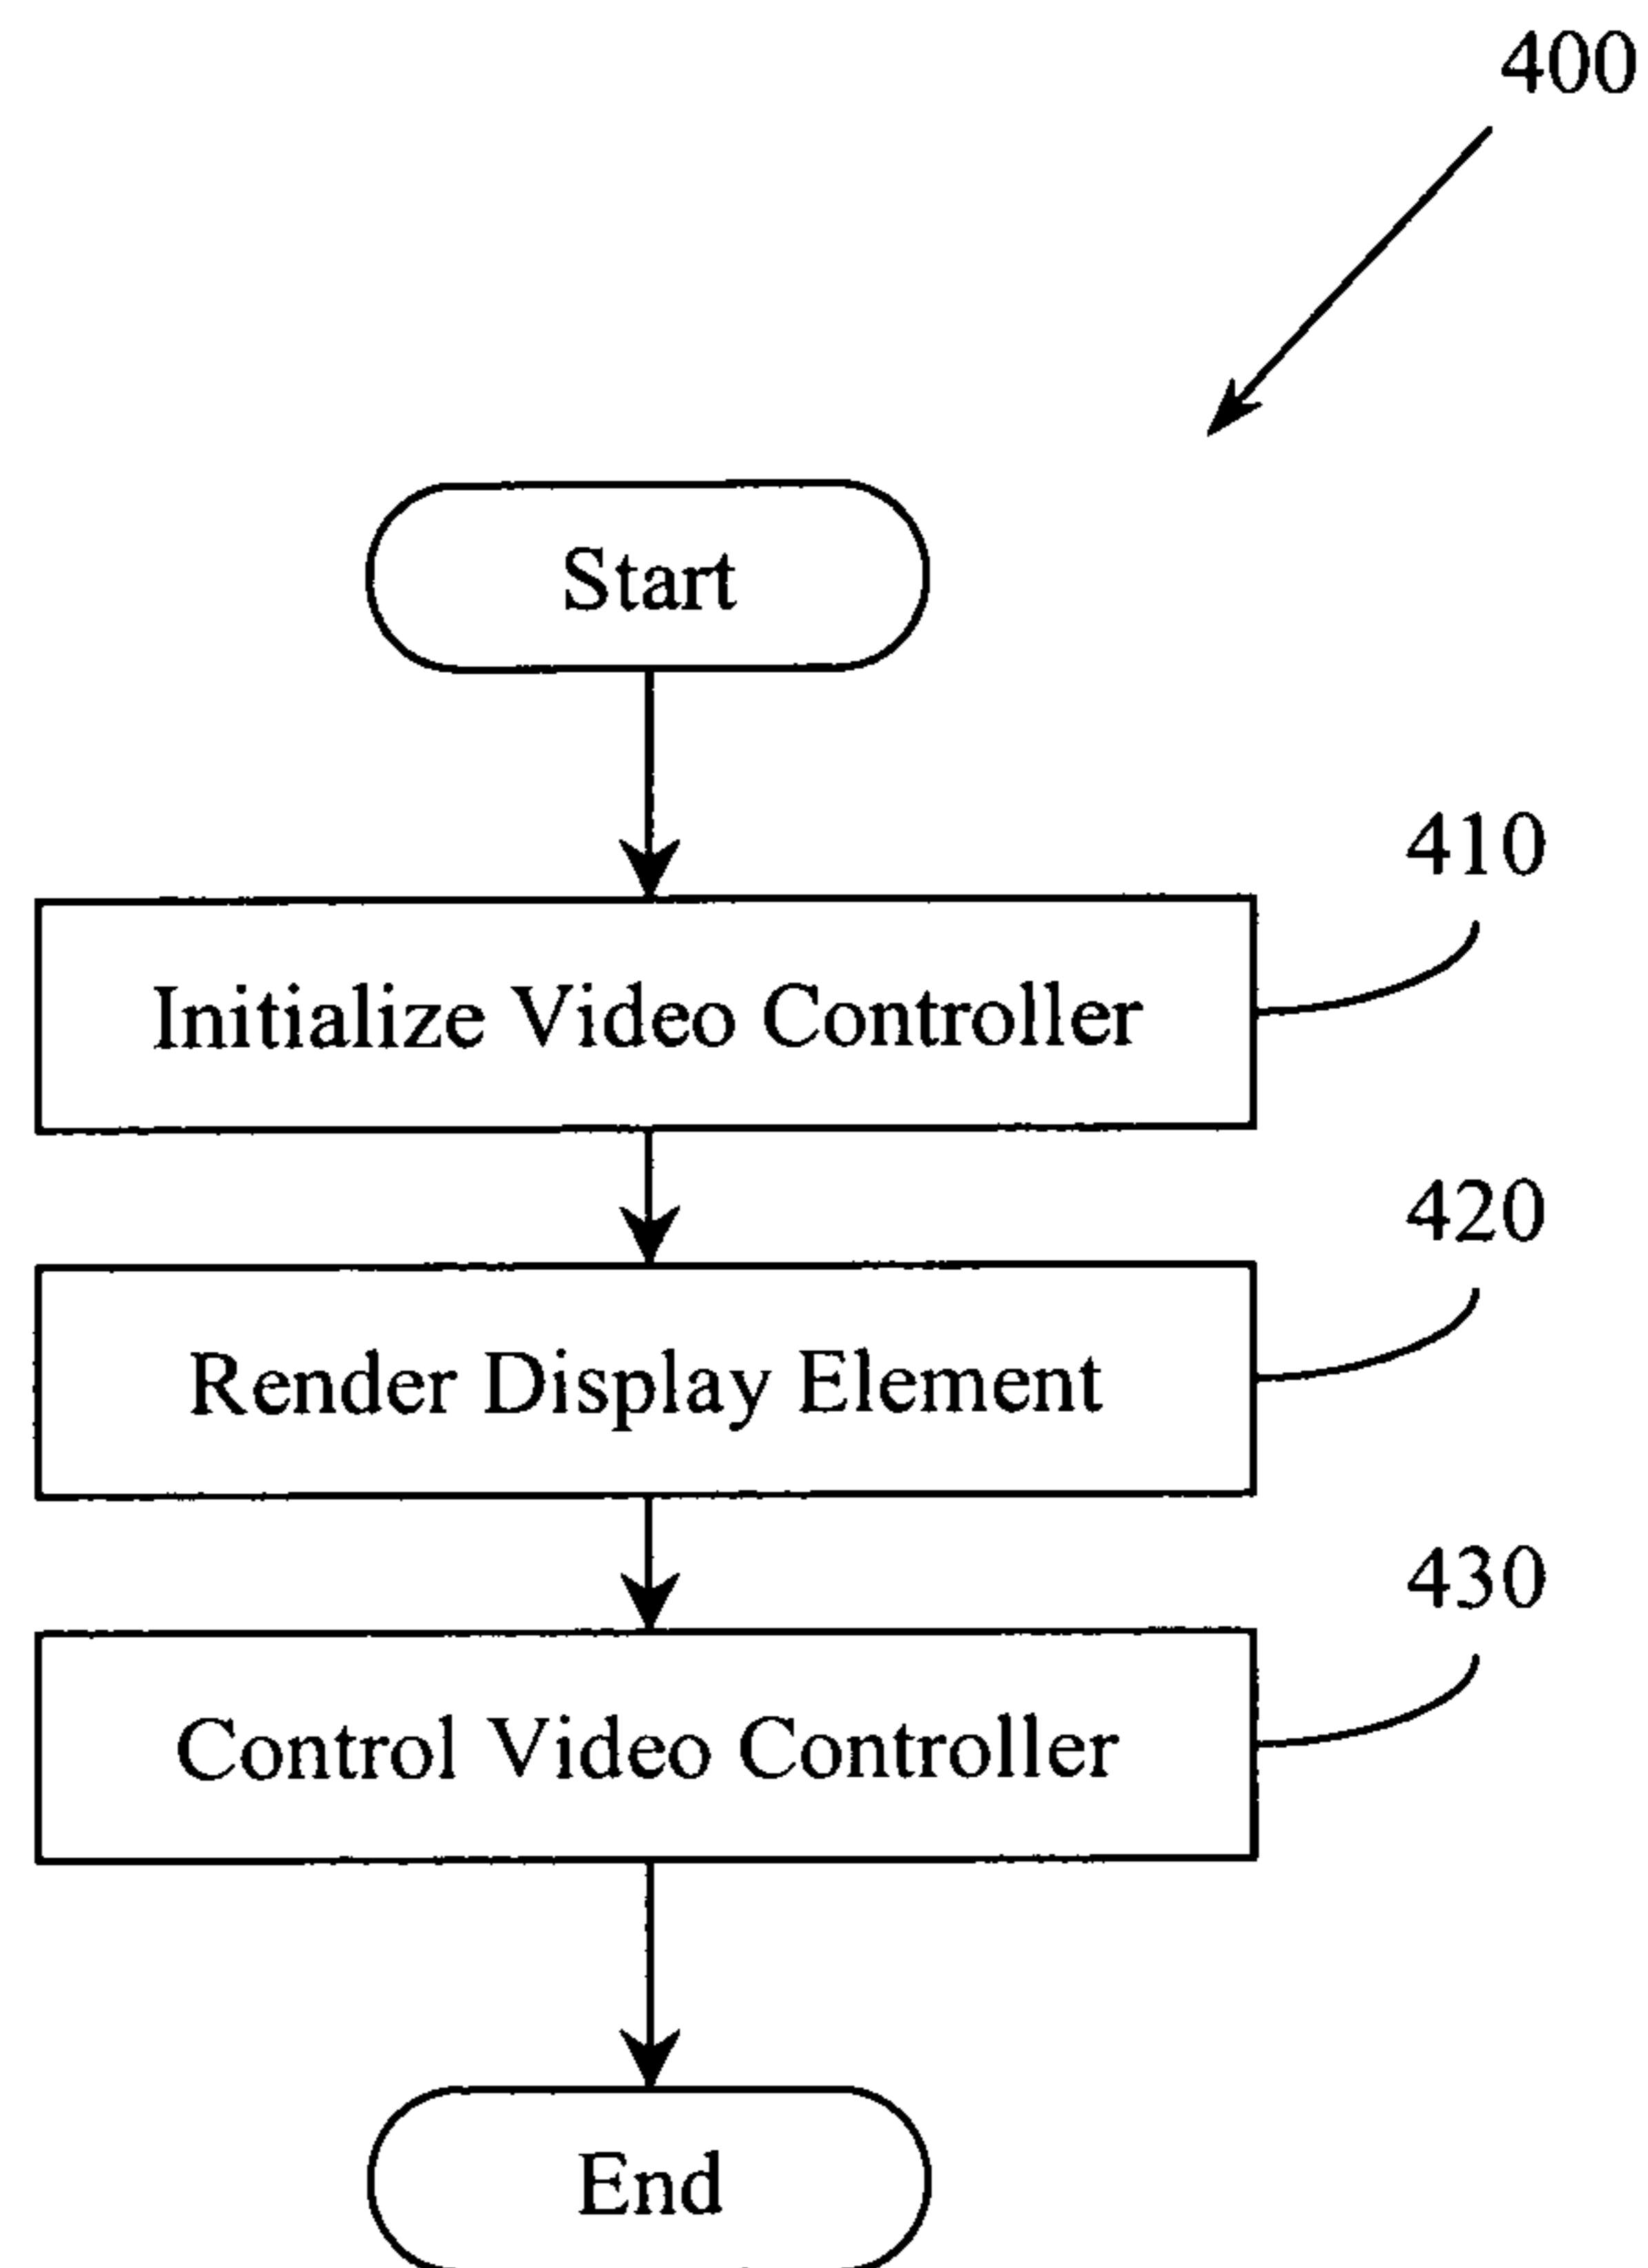 400
Start
410
Initialize Video Controller
420
Render Display Element
430
Control Video Controller
End